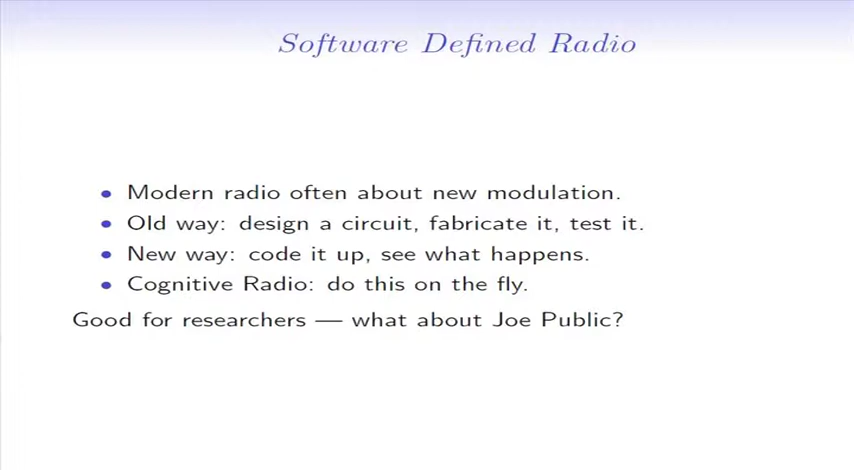 Software Defined Radio
• Modern radio often about new modulation.
• Old way: design a circuit, fabricate it, test it.
• New way: code it up, see what happens.
• Cognitive Radio: do this on the fly.
Good for researchers — what about Joe Public?